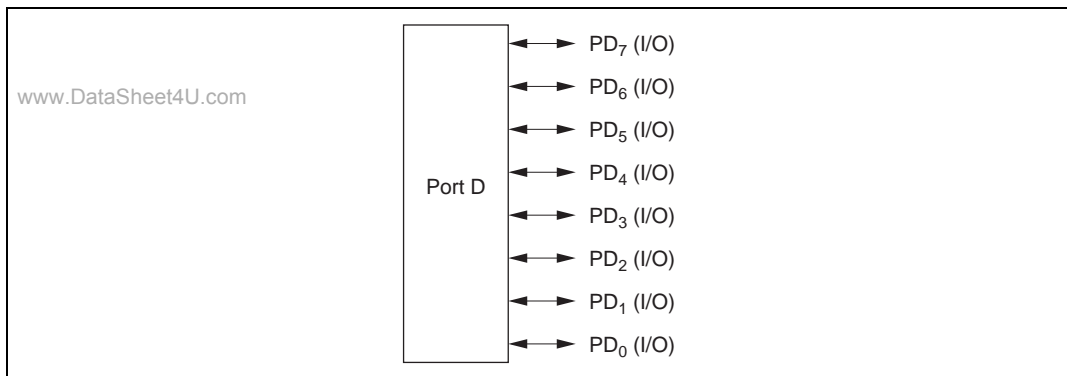 PD₇ (I/O)
www.DataSheet4U.com
PD₆ (I/O)
PD₅ (I/O)
PD₄ (I/O)
Port D
PD₃ (I/O)
PD₂ (I/O)
PD₁ (I/O)
PD₀ (I/O)